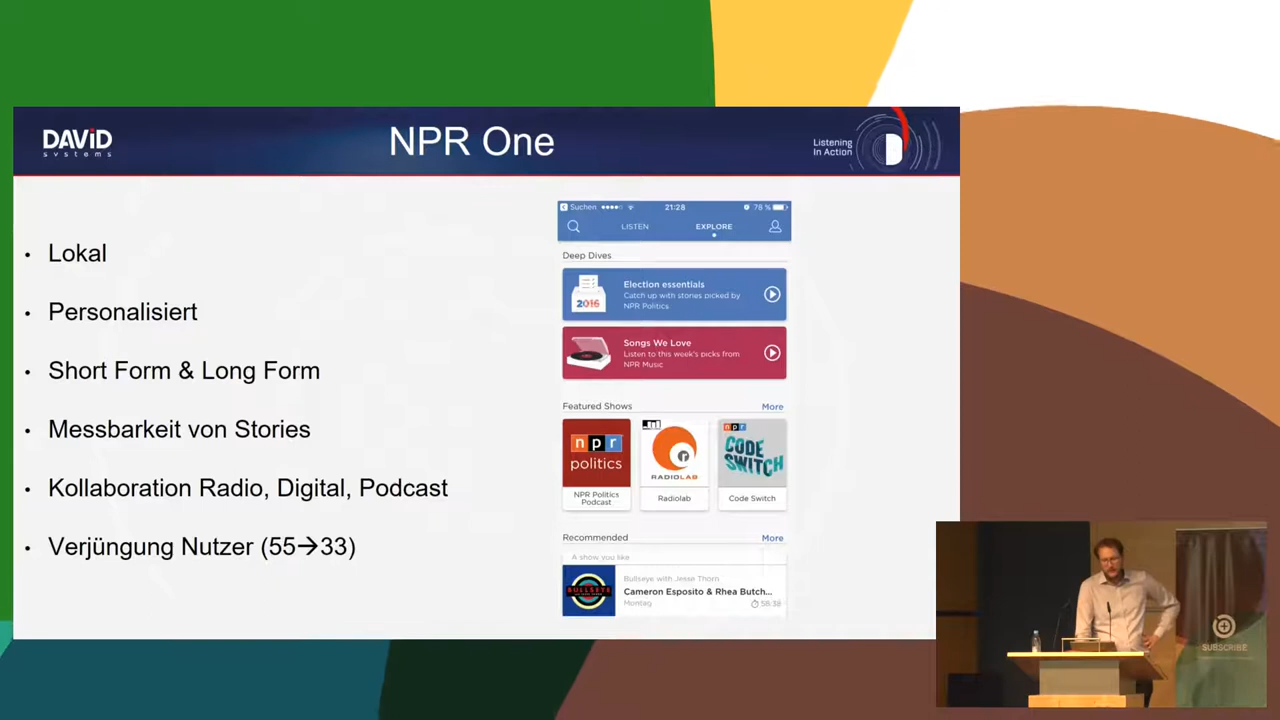 DAViD
systems
NPR One
Listening
In Action
• Lokal
• Personalisiert
• Short Form & Long Form
• Messbarkeit von Stories
• Kollaboration Radio, Digital, Podcast
• Verjüngung Nutzer (55→33)
Suchen
21:28
78 %
LISTEN
EXPLORE
Deep Dives
2016
Election essentials
Catch up with stories picked by
NPR Politics
Songs We Love
Listen to this week's picks from
NPR Music
Featured Shows
More
npr
politics
NPR Politics
Podcast
RADIOLAB
Radiolab
npr
CODE
SWITCH
Code Switch
Recommended
More
A show you like
BULLSEYE
Bullseye with Jesse Thorn
Cameron Esposito & Rhea Butch...
Montag
58:38
SUBSCRIBE